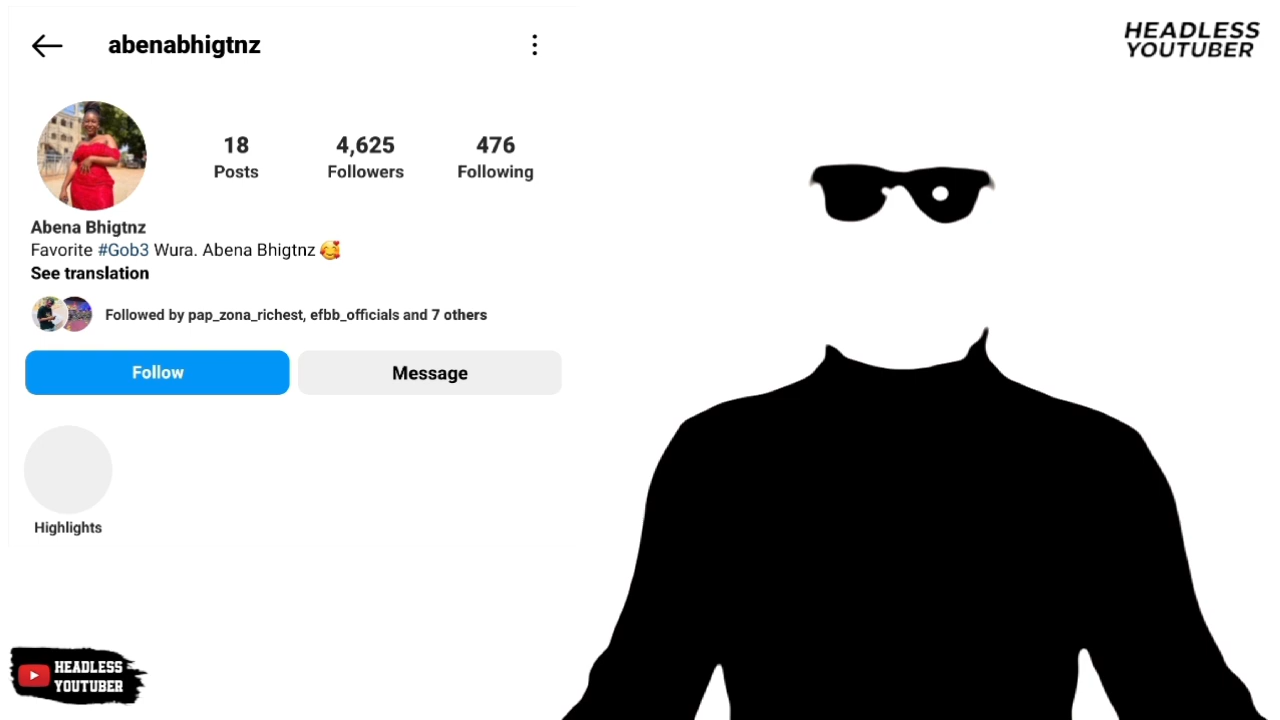 abenabhigtnz
HEADLESS
YOUTUBER
18
4,625
476
Posts
Followers
Following
Abena Bhigtnz
Favorite #Gob3 Wura. Abena Bhigtnz 🥰
See translation
Followed by pap_zona_richest, efbb_officials and 7 others
Follow
Message
Highlights
HEADLESS
YOUTUBER